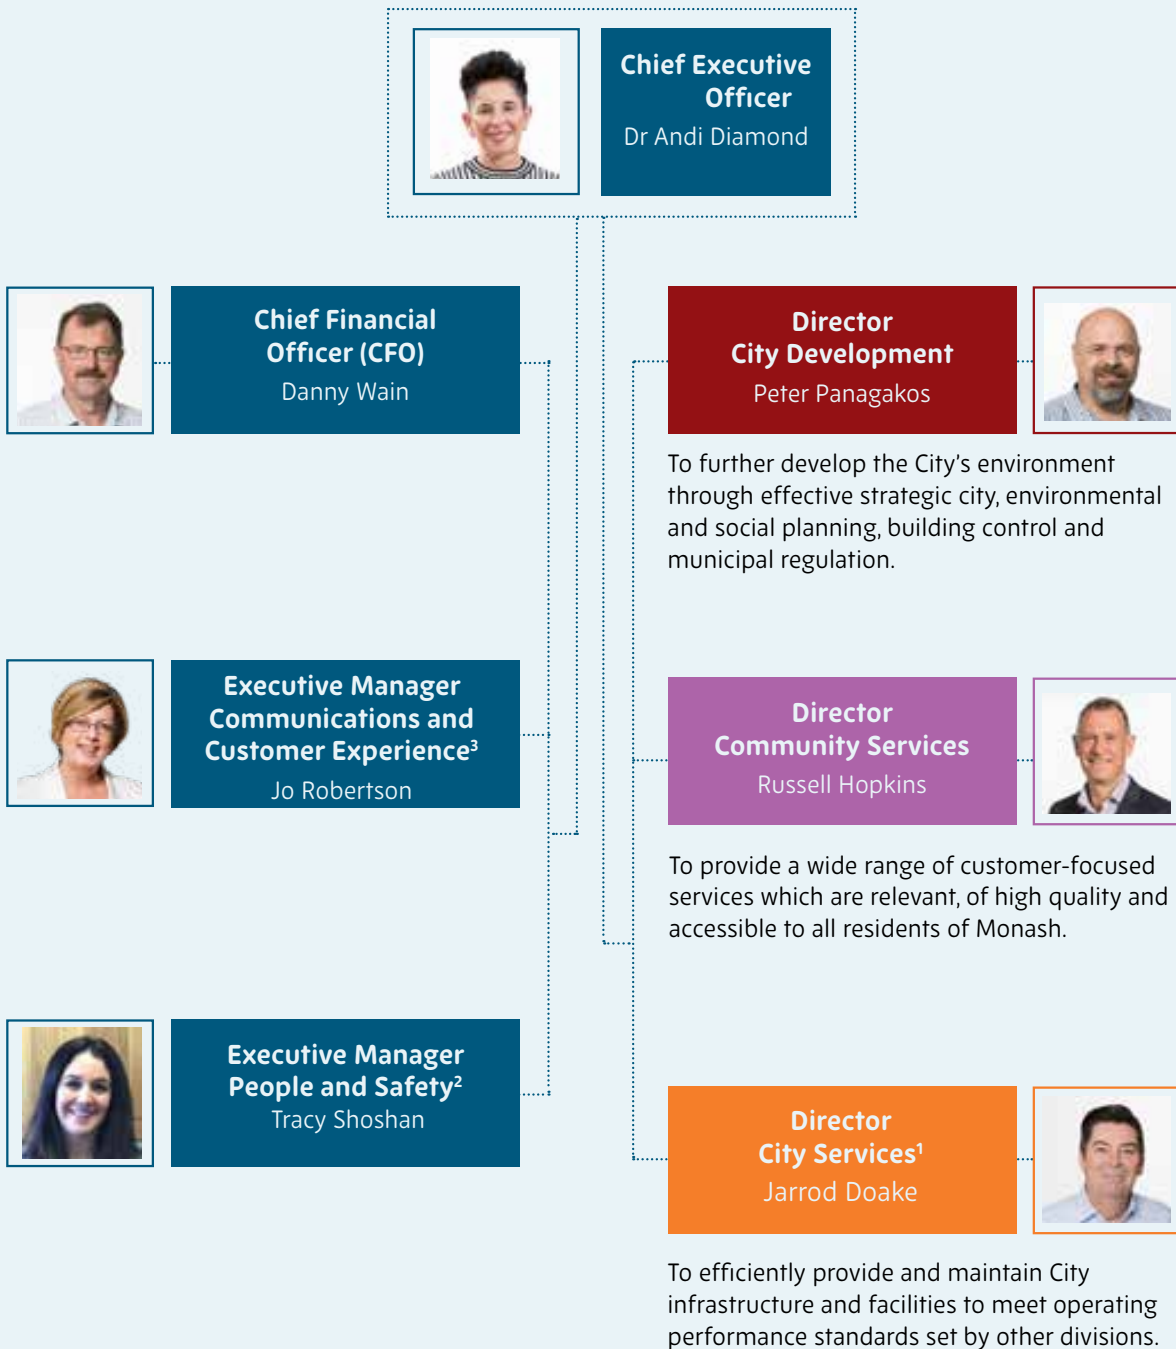 Chief Executive
Officer
Dr Andi Diamond
Chief Financial
Officer (CFO)
Danny Wain
Director
City Development
Peter Panagakos
To further develop the City's environment
through effective strategic city, environmental
and social planning, building control and
municipal regulation.
Executive Manager
Communications and
Customer Experience³
Jo Robertson
Director
Community Services
Russell Hopkins
To provide a wide range of customer-focused
services which are relevant, of high quality and
accessible to all residents of Monash.
Executive Manager
People and Safety²
Tracy Shoshan
Director
City Services¹
Jarrod Doake
To efficiently provide and maintain City
infrastructure and facilities to meet operating
performance standards set by other divisions.